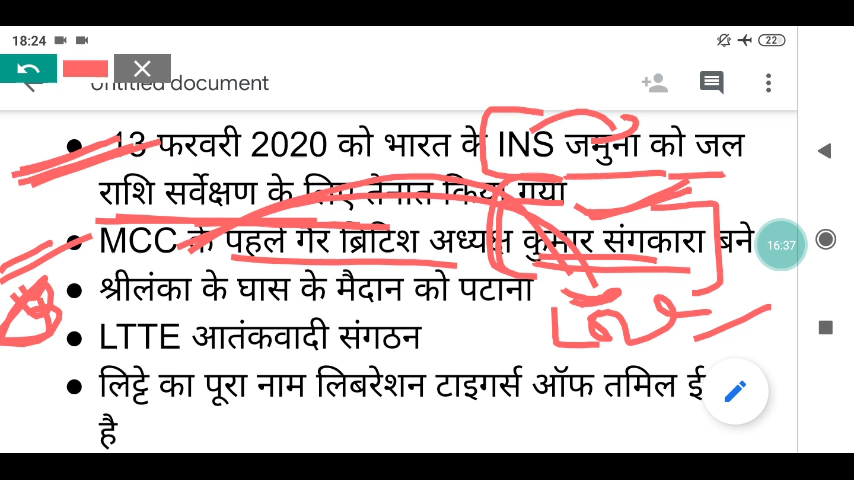 18:24 22
Untitled document
13 फरवरी 2020 को भारत के INS जमुना को जल
राशि सर्वेक्षण के लिए तैनात किया गया
MCC के पहले गैर ब्रिटिश अध्यक्ष कुमार संगकारा बने
16:37
श्रीलंका के घास के मैदान को पटाना
LTTE आतंकवादी संगठन
लिट्टे का पूरा नाम लिबरेशन टाइगर्स ऑफ तमिल ई
है